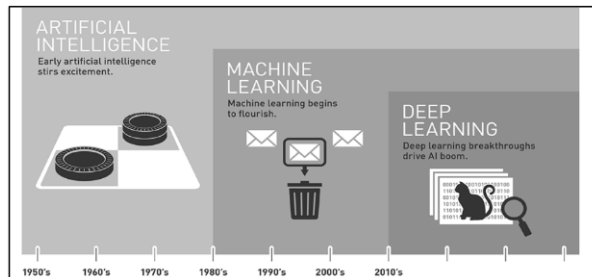 ARTIFICIAL
INTELLIGENCE
Early artificial intelligence
stirs excitement.
MACHINE
LEARNING
Machine learning begins
to flourish.
DEEP
LEARNING
Deep learning breakthroughs
drive AI boom.
1950's 1960's 1970's 1980's 1990's 2000's 2010's